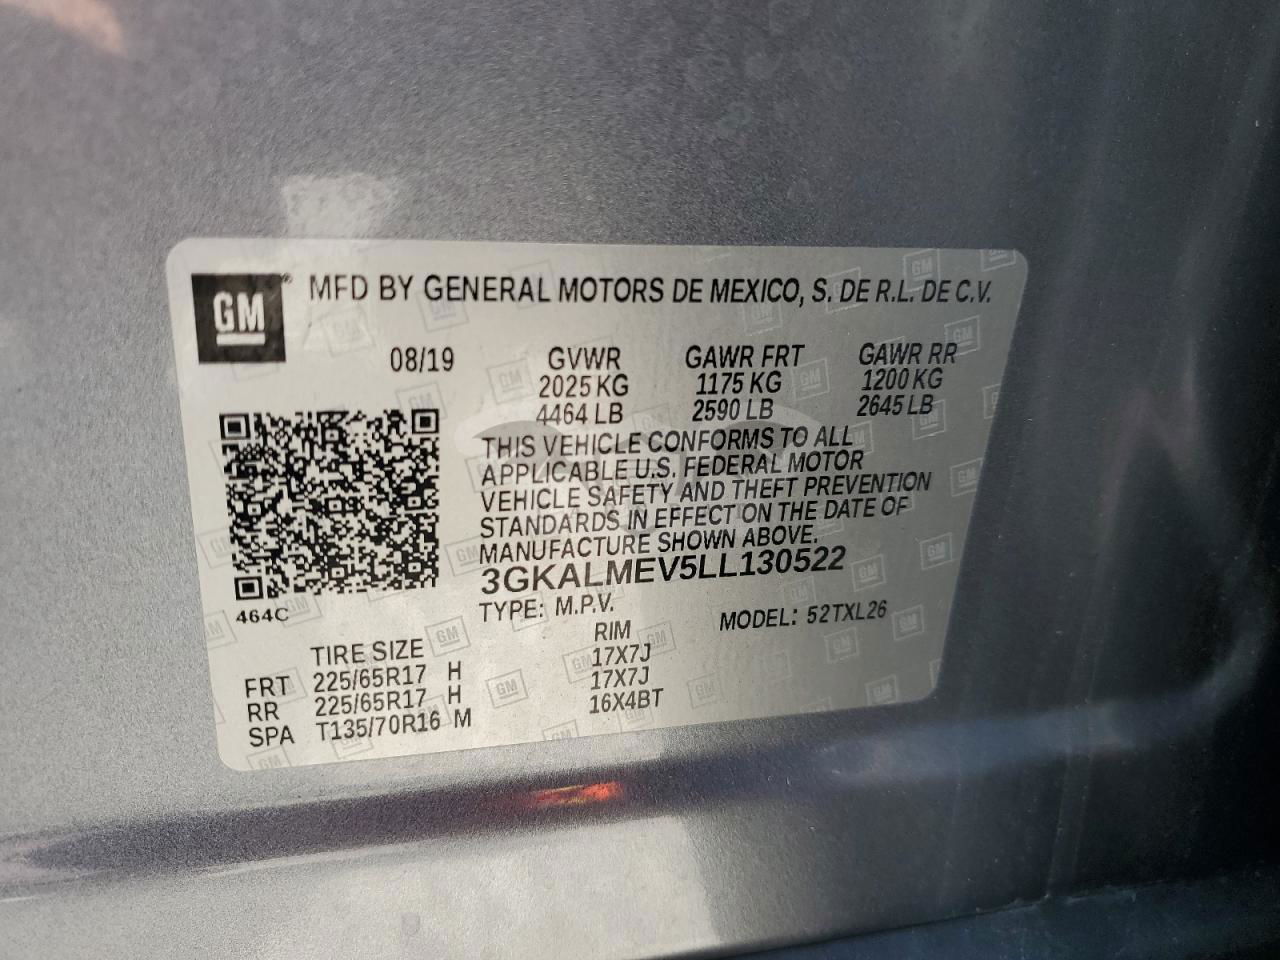 GM ® MFD BY GENERAL MOTORS DE MEXICO, S. DE R.L. DE C.V.
08/19 GVWR GAWR FRT GAWR RR
2025 KG 1175 KG 1200 KG
4464 LB 2590 LB 2645 LB
THIS VEHICLE CONFORMS TO ALL
APPLICABLE U.S. FEDERAL MOTOR
VEHICLE SAFETY AND THEFT PREVENTION
STANDARDS IN EFFECT ON THE DATE OF
MANUFACTURE SHOWN ABOVE.
3GKALMEV5LL130522
464C TYPE: M.P.V. MODEL: 52TXL26
TIRE SIZE RIM
FRT 225/65R17 H 17X7J
RR 225/65R17 H 17X7J
SPA T135/70R16 M 16X4BT